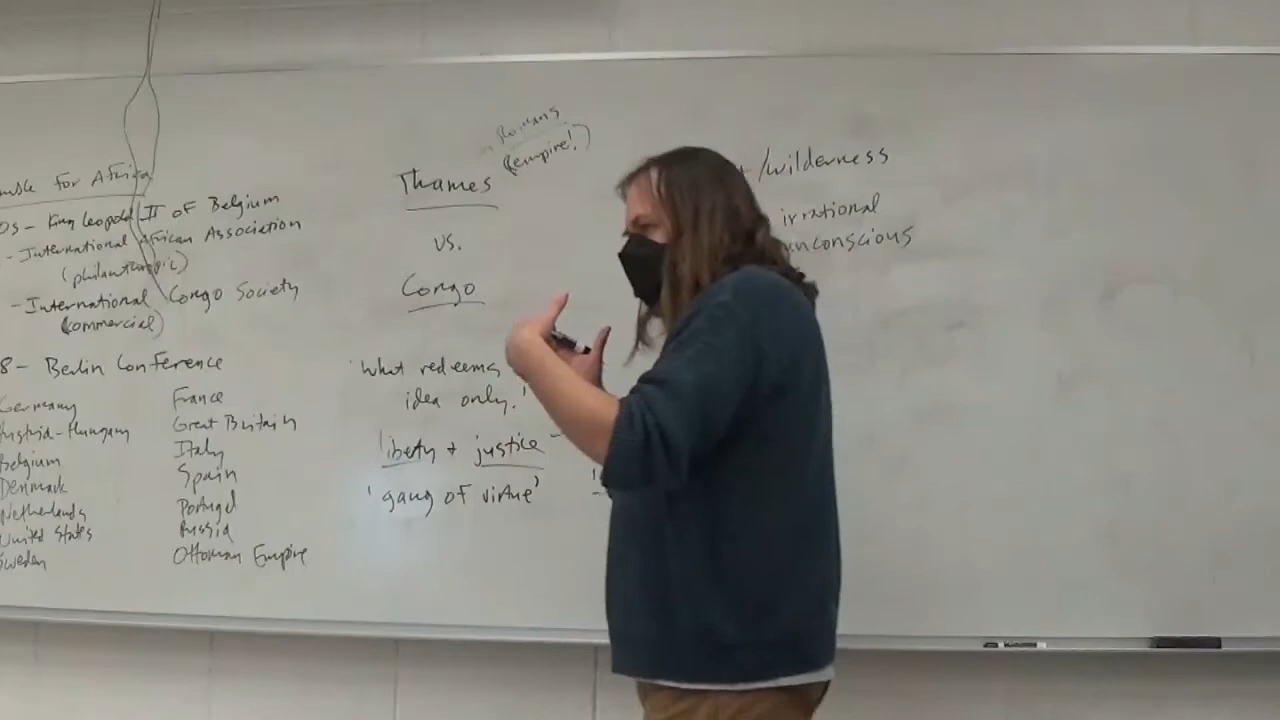 for Africa
- King Leopold II of Belgium
- International African Association
(philanthropic)
- International Congo Society
(commercial)
8- Berlin Conference
Germany
Austria-Hungary
Belgium
Denmark
Netherlands
United States
Sweden
France
Great Britain
Italy
Spain
Portugal
Russia
Ottoman Empire
Romans
(empire!)
Thames
vs.
Congo
'What redeems
idea only.'
liberty + justice -
'gang of virtue'
/wilderness
irrational
unconscious